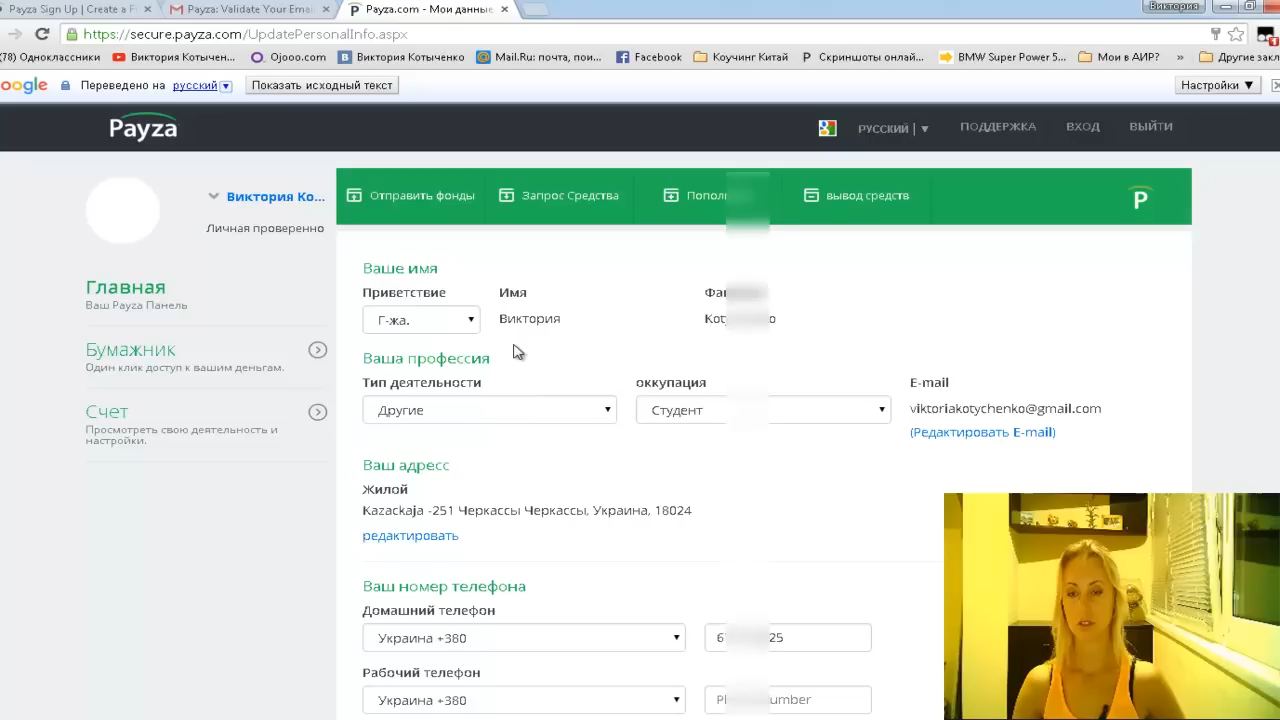 Payza Sign Up | Create a F
Payza: Validate Your Emai
Payza.com - Мои данные
Виктория
https://secure.payza.com/UpdatePersonalInfo.aspx
(78) Одноклассники
Виктория Котычен...
Ojooo.com
Виктория Котыченко
Mail.Ru: почта, пои...
Facebook
Коучинг Китай
Скриншоты онлай...
BMW Super Power 5...
Мои в АИР?
»
Другие закл
oogle
Переведено на
русский
Показать исходный текст
Настройки ▼
Payza
РУССКИЙ | ▼
ПОДДЕРЖКА
ВХОД
ВЫЙТИ
Виктория Ко...
Личная проверенно
Отправить фонды
Запрос Средства
вывод средств
P
Главная
Ваш Payza Панель
Бумажник
Один клик доступ к вашим деньгам.
Счет
Просмотреть свою деятельность и
настройки.
Ваше имя
Приветствие
Имя
Г-жа.
Виктория
Ваша профессия
Тип деятельности
оккупация
E-mail
Другие
Студент
viktoriakotychenko@gmail.com
(Редактировать E-mail)
Ваш адресс
Жилой
Kazackaja -251 Черкассы Черкассы, Украина, 18024
редактировать
Ваш номер телефона
Домашний телефон
Украина +380
Рабочий телефон
Украина +380